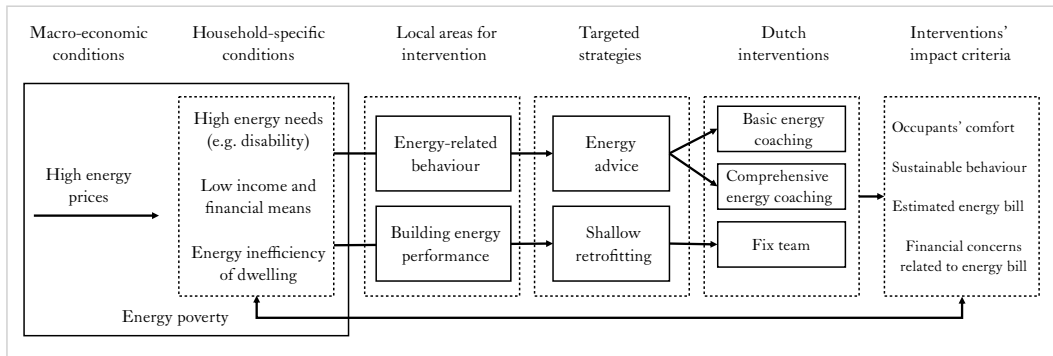 Macro-economic
conditions
Household-specific
conditions
Local areas for
intervention
Targeted
strategies
Dutch
interventions
Interventions'
impact criteria
High energy
prices
High energy needs
(e.g. disability)
Low income and
financial means
Energy inefficiency
of dwelling
Energy poverty
Energy-related
behaviour
Building energy
performance
Energy
advice
Shallow
retrofitting
Basic energy
coaching
Comprehensive
energy coaching
Fix team
Occupants' comfort
Sustainable behaviour
Estimated energy bill
Financial concerns
related to energy bill